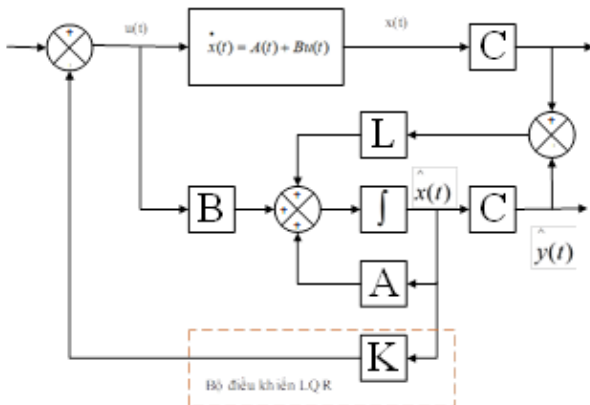 u(t)
x(t)
ẋ(t) = A(t) + Bu(t)
C
+
-
+
-
L
+
+
+
B
∫
x̂(t)
C
ŷ(t)
A
K
Bộ điều khiển LQR